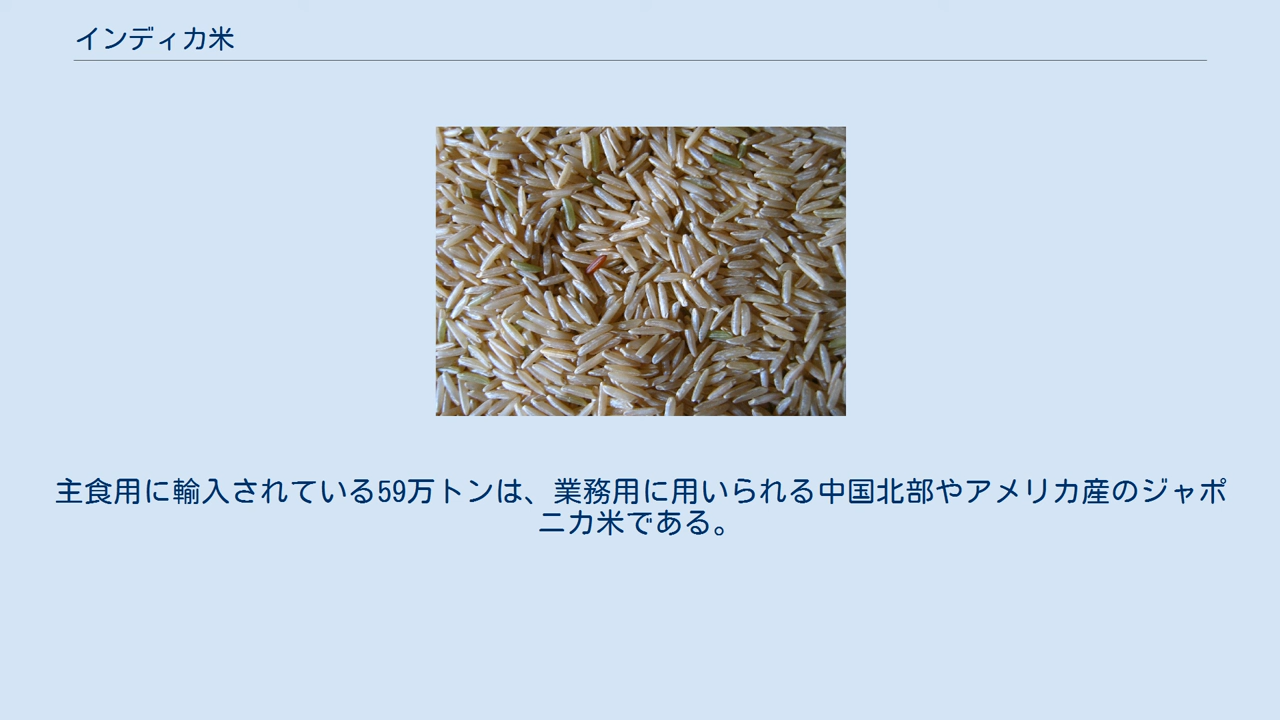 インディカ米
主食用に輸入されている59万トンは、業務用に用いられる中国北部やアメリカ産のジャポ
ニカ米である。